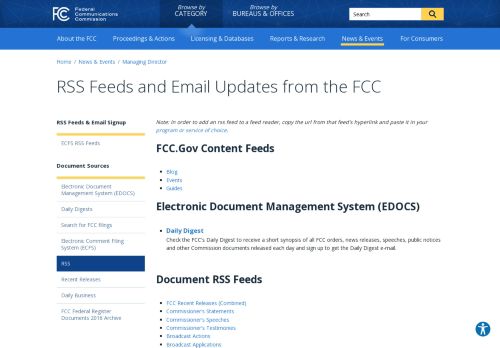 FCC Federal Communications Commission
Browse by CATEGORY
Browse by BUREAUS & OFFICES
Search
About the FCC Proceedings & Actions Licensing & Databases Reports & Research News & Events For Consumers
Home / News & Events / Managing Director
RSS Feeds and Email Updates from the FCC
RSS Feeds & Email Signup
ECFS RSS Feeds
Document Sources
Electronic Document
Management System (EDOCS)
Daily Digests
Search for FCC Filings
Electronic Comment Filing
System (ECFS)
RSS
Recent Releases
Daily Business
FCC Federal Register
Documents 2016 Archive
Note: In order to add an rss feed to a feed reader, copy the url from that feed's hyperlink and paste it in your
program or service of choice.
FCC.Gov Content Feeds
Blog
Events
Guides
Electronic Document Management System (EDOCS)
Daily Digest
Check the FCC's Daily Digest to receive a short synopsis of all FCC orders, news releases, speeches, public notices
and other Commission documents released each day and sign up to get the Daily Digest e-mail.
Document RSS Feeds
FCC Recent Releases (Combined)
Commissioner's Statements
Commissioner's Speeches
Commissioner's Testimonies
Broadcast Actions
Broadcast Applications